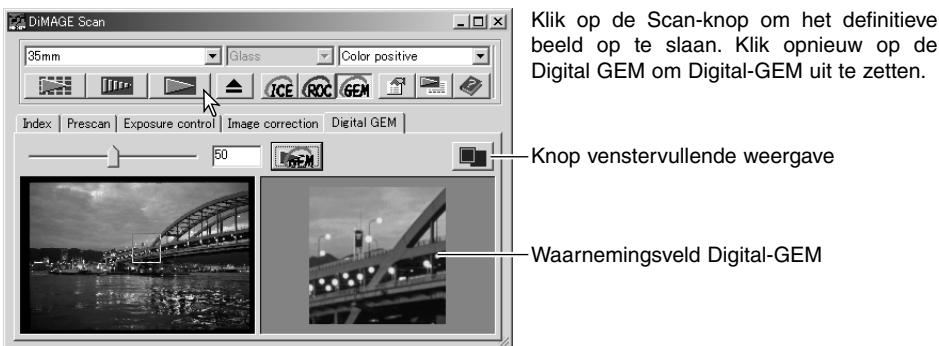 DiMAGE Scan
35mm
Glass
Color positive
ICE ROC GEM
Index Prescan Exposure control Image correction Digital GEM
50
GEM
Klik op de Scan-knop om het definitieve
beeld op te slaan. Klik opnieuw op de
Digital GEM om Digital-GEM uit te zetten.
Knop venstervullende weergave
Waarnemingsveld Digital-GEM